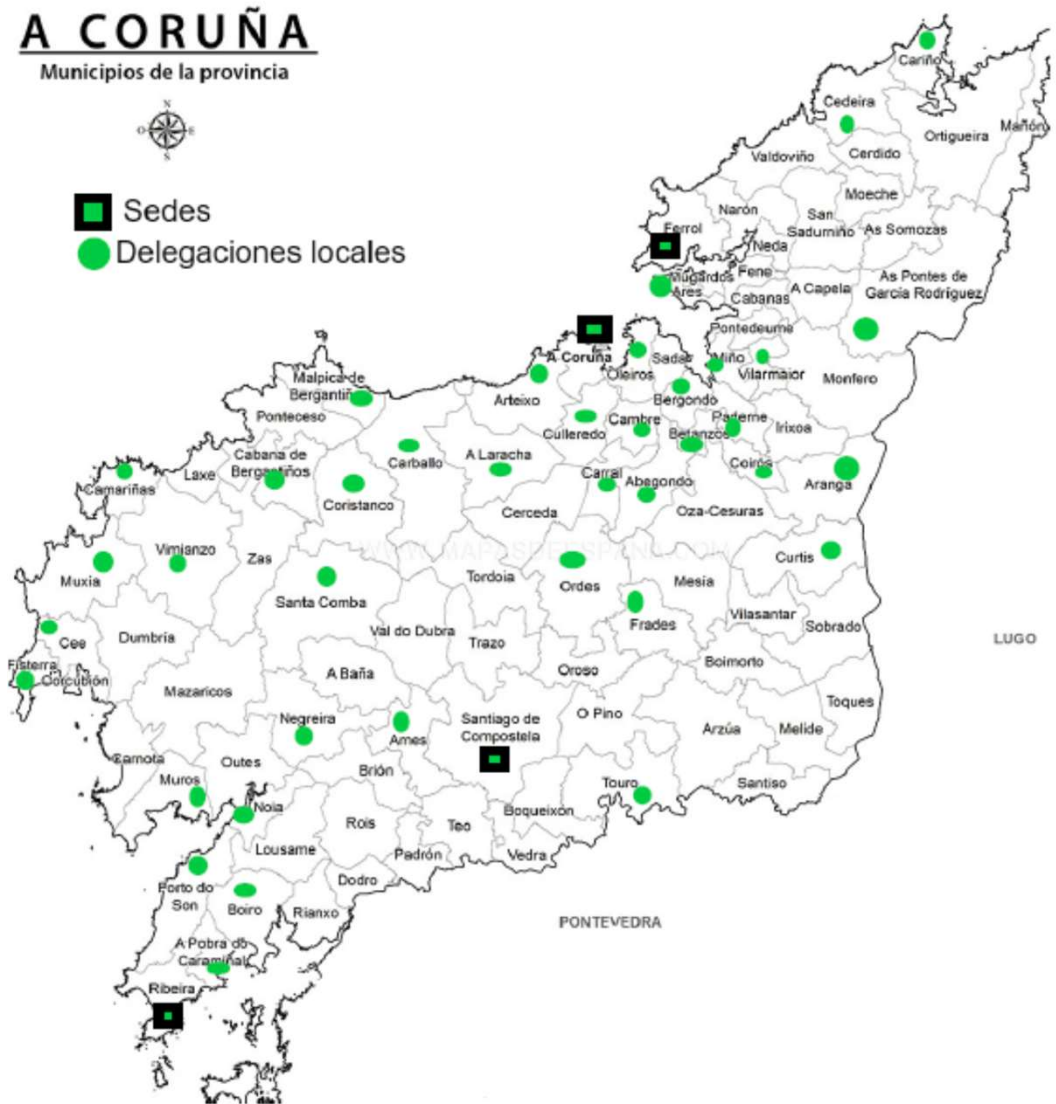 A CORUÑA
Municipios de la provincia
N
O
E
S
Sedes
Delegaciones locales
Cariño
Cedeira
Ortigueira
Mañón
Valdoviño
Cerdido
Moeche
Narón
San
Sadurniño
As Somozas
Ferrol
Neda
Mugardos
Fene
Ares
Cabanas
A Capela
As Pontes de
García Rodríguez
Pontedeume
A Coruña
Sada
Miño
Oleiros
Vilarmaior
Monfero
Malpica de
Bergantiñ
Ponteceso
Arteixo
Bergondo
Culleredo
Cambre
Paderne
Betanzos
Irixoa
Laxe
Cabana de
Bergantiños
Carballo
A Laracha
Camariñas
Coristanco
Carral
Abegondo
Coirós
Aranga
Cerceda
Oza-Cesuras
WWW.MAPASDEESPANA.COM
Vimianzo
Zas
Curtis
Muxia
Tordoia
Ordes
Mesía
Santa Comba
Vilasantar
Frades
Sobrado
Cee
Dumbría
Val do Dubra
Trazo
LUGO
Fisterra
Corcubión
A Baña
Oroso
Boimorto
Mazaricos
Toques
Negreira
Ames
Santiago de
Compostela
O Pino
Arzúa
Melide
Carnota
Outes
Brión
Muros
Touro
Santiso
Noia
Boqueixón
Rois
Teo
Lousame
Padrón
Vedra
Porto do
Son
Dodro
Boiro
Rianxo
PONTEVEDRA
A Pobra do
Caramiñal
Ribeira